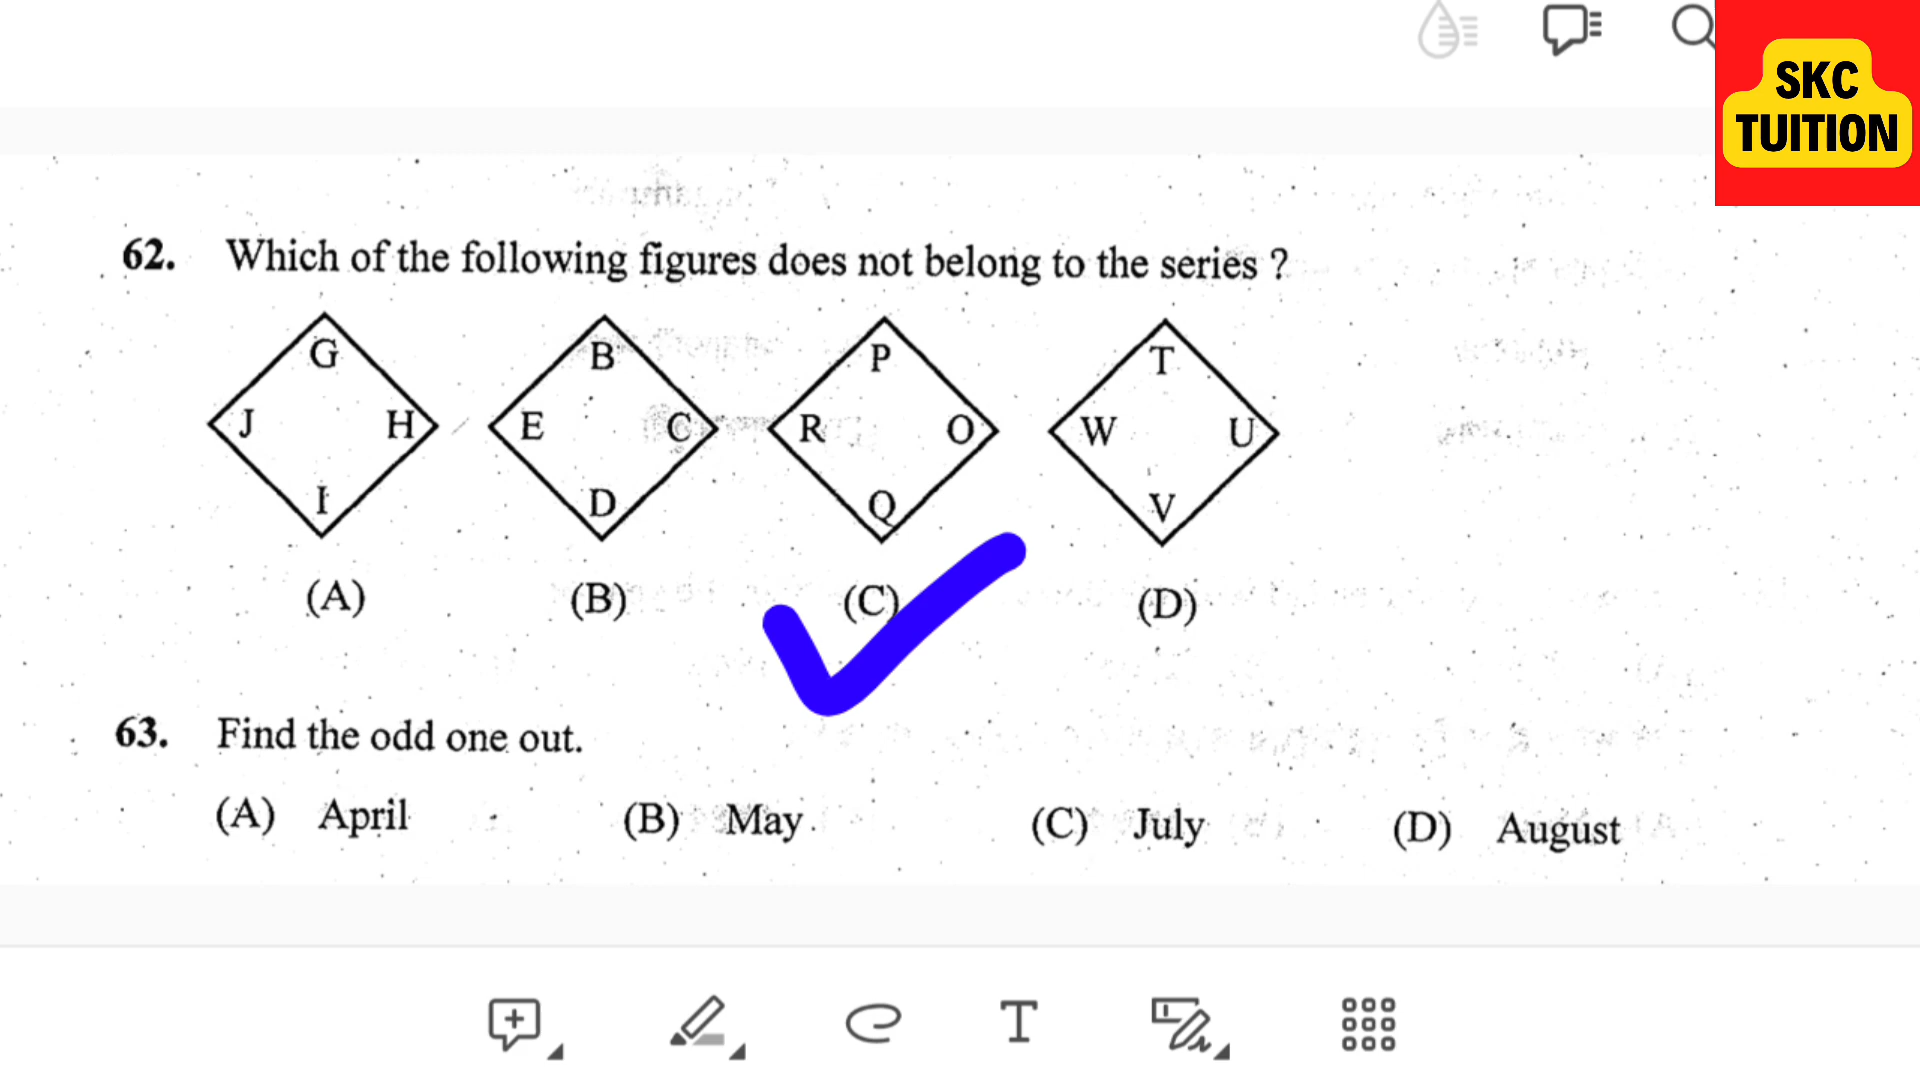 SKC
TUITION
62. Which of the following figures does not belong to the series ?
G B P T
J H E C R O W U
I D Q V
(A) (B) (C) (D)
63. Find the odd one out.
(A) April (B) May (C) July (D) August
T